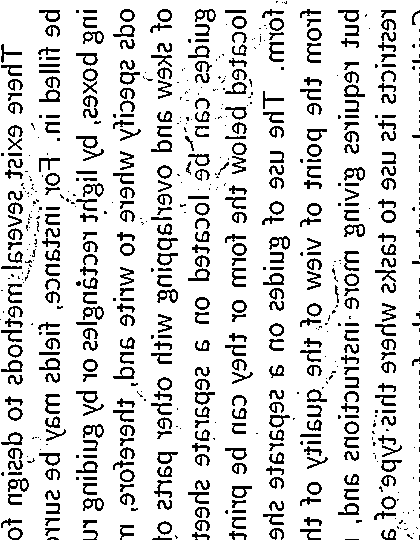 There exist several methods to design fo
be filled in. For instance, fields may be surr
ing boxes, by light rectangles or by guiding ru
ods specify where to write and, therefore, m
of skew and overlapping with other parts of
guides can be located on a separate sheet
located below the form or they can be print
form. The use of guides on a separate she
from the point of view of the quality of th
but requires giving more instructions and,
restricts its use to tasks where this type of a